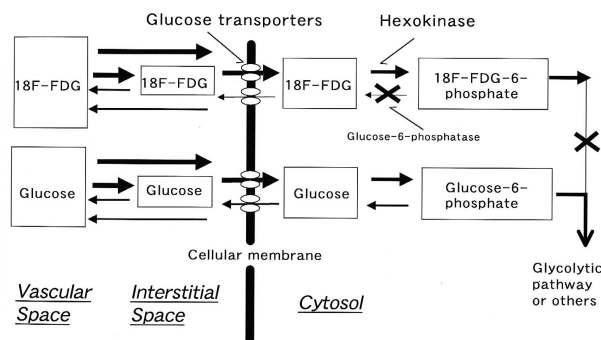 Glucose transporters
Hexokinase
18F-FDG
18F-FDG
18F-FDG
18F-FDG-6-
phosphate
Glucose-6-phosphatase
Glucose
Glucose
Glucose
Glucose-6-
phosphate
Cellular membrane
Glycolytic
pathway
or others
Vascular
Space
Interstitial
Space
Cytosol